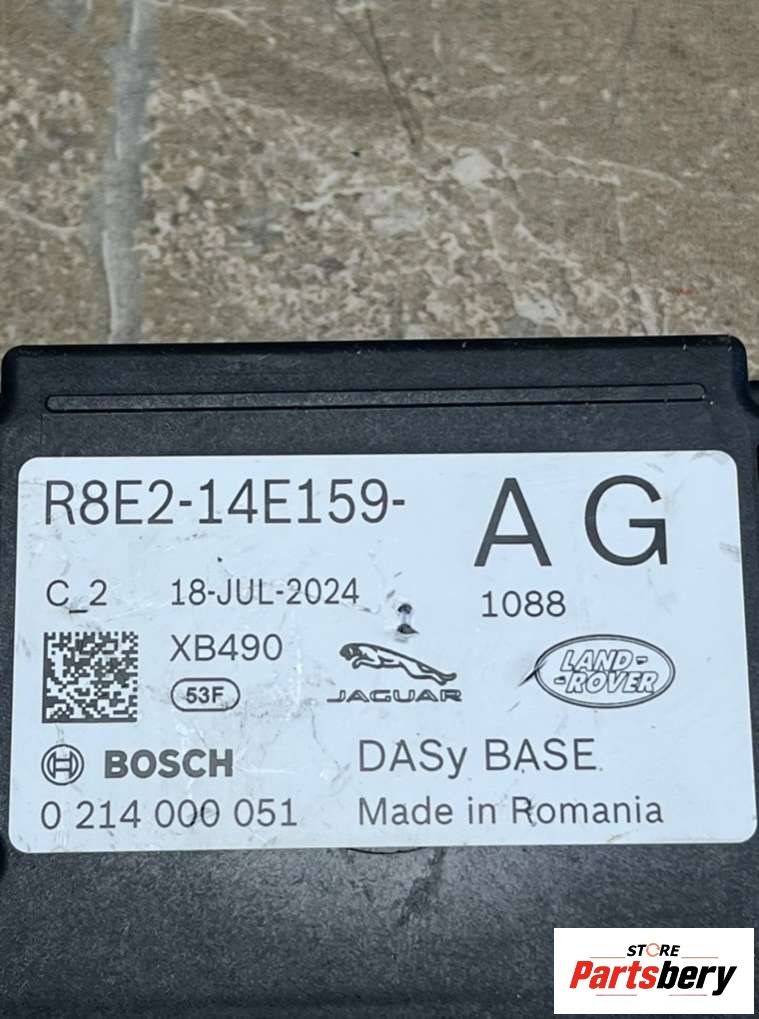 R8E2-14E159- AG
C_2 18-JUL-2024 1088
XB490
53F
JAGUAR
LAND-
-ROVER
BOSCH DASy BASE
0 214 000 051 Made in Romania
STORE
Partsbery